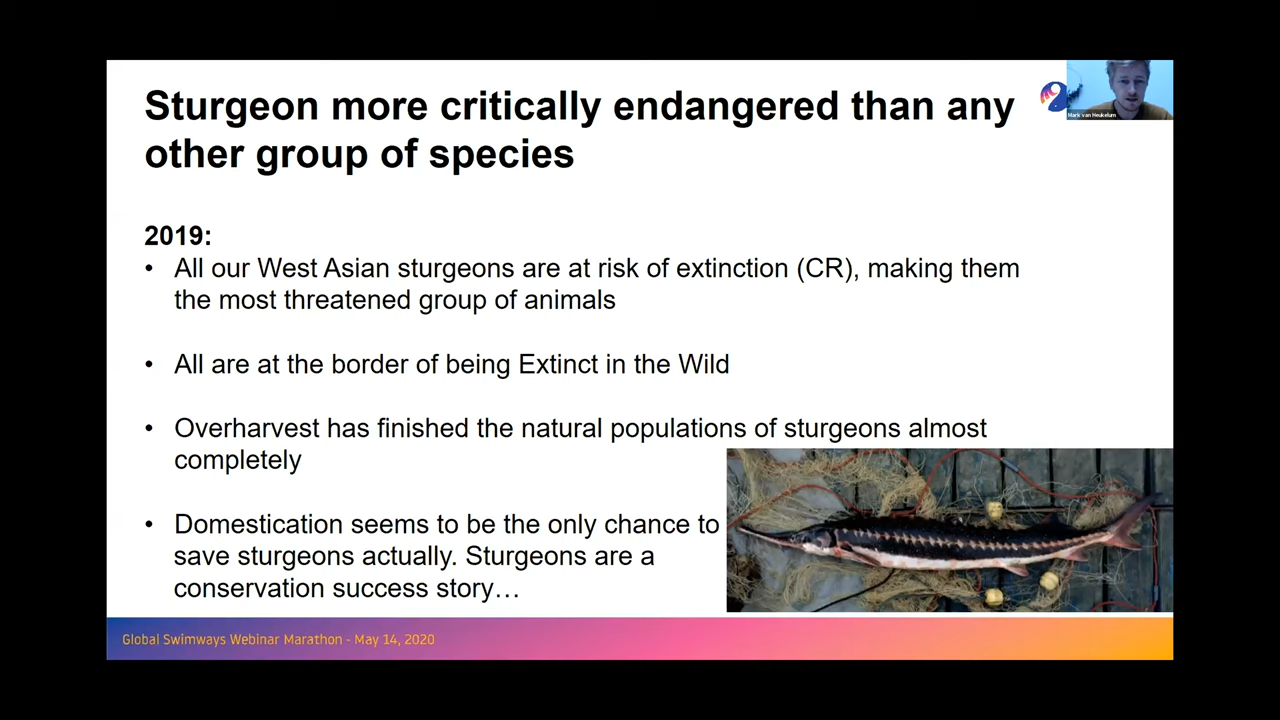 Sturgeon more critically endangered than any
other group of species
Mark van Heukelum
2019:
• All our West Asian sturgeons are at risk of extinction (CR), making them
the most threatened group of animals
• All are at the border of being Extinct in the Wild
• Overharvest has finished the natural populations of sturgeons almost
completely
• Domestication seems to be the only chance to
save sturgeons actually. Sturgeons are a
conservation success story…
Global Swimways Webinar Marathon - May 14, 2020